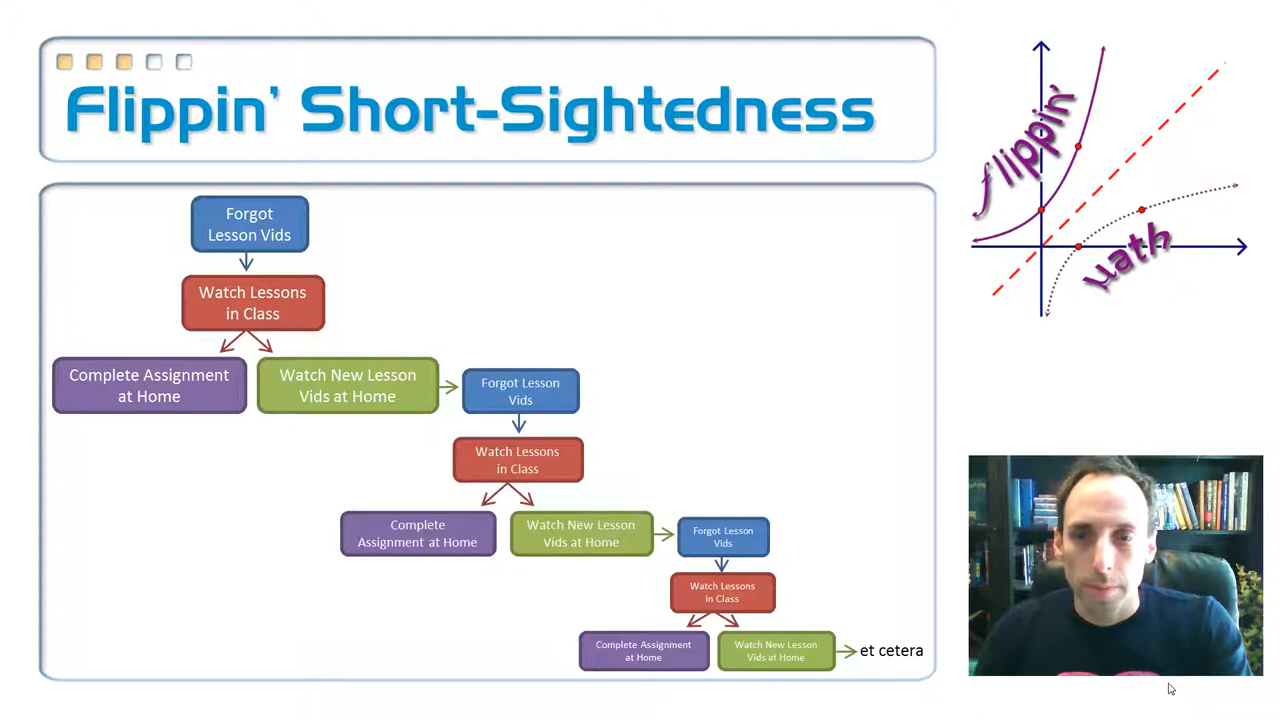 Flippin' Short-Sightedness
flippin'
math
Forgot
Lesson Vids
Watch Lessons
in Class
Complete Assignment
at Home
Watch New Lesson
Vids at Home
Forgot Lesson
Vids
Watch Lessons
in Class
Complete
Assignment at Home
Watch New Lesson
Vids at Home
Forgot Lesson
Vids
Watch Lessons
in Class
Complete Assignment
at Home
Watch New Lesson
Vids at Home
et cetera